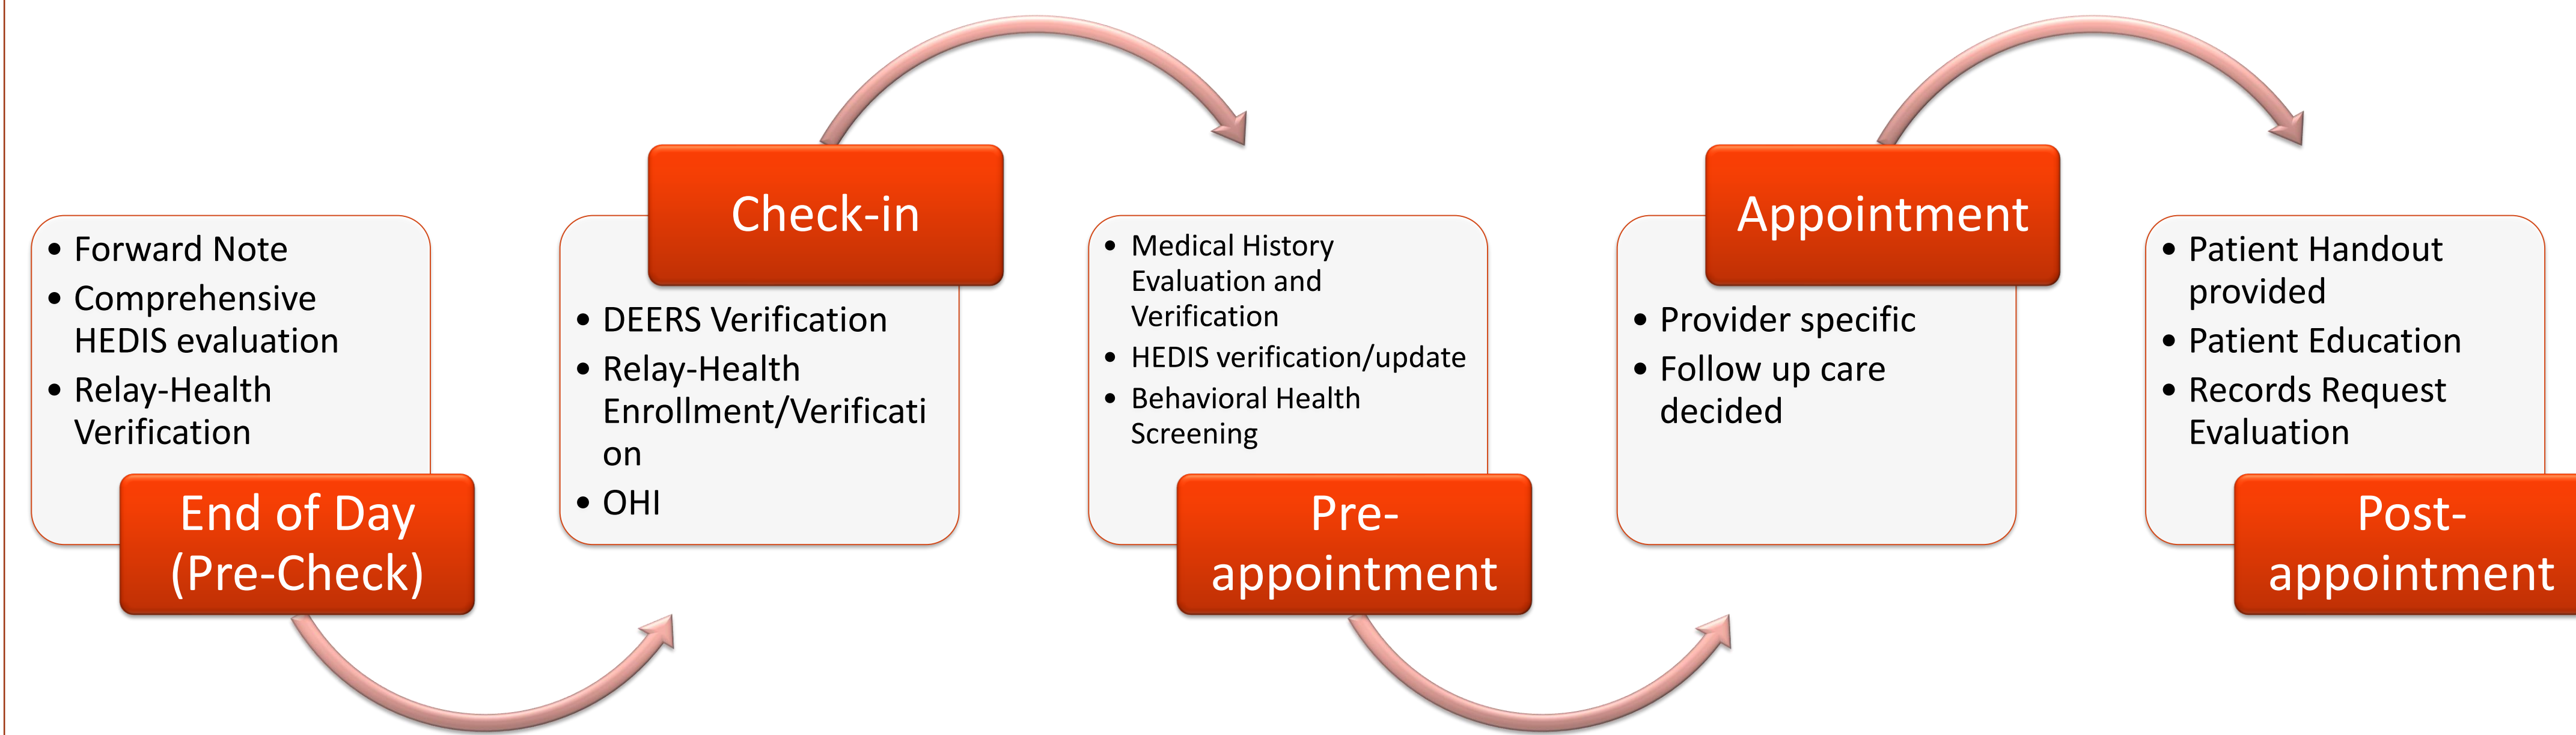 • Forward Note
• Comprehensive
HEDIS evaluation
• Relay-Health
Verification
End of Day
(Pre-Check)
Check-in
• DEERS Verification
• Relay-Health
Enrollment/Verificati
on
• OHI
• Medical History
Evaluation and
Verification
• HEDIS verification/update
• Behavioral Health
Screening
Pre-
appointment
Appointment
• Provider specific
• Follow up care
decided
• Patient Handout
provided
• Patient Education
• Records Request
Evaluation
Post-
appointment